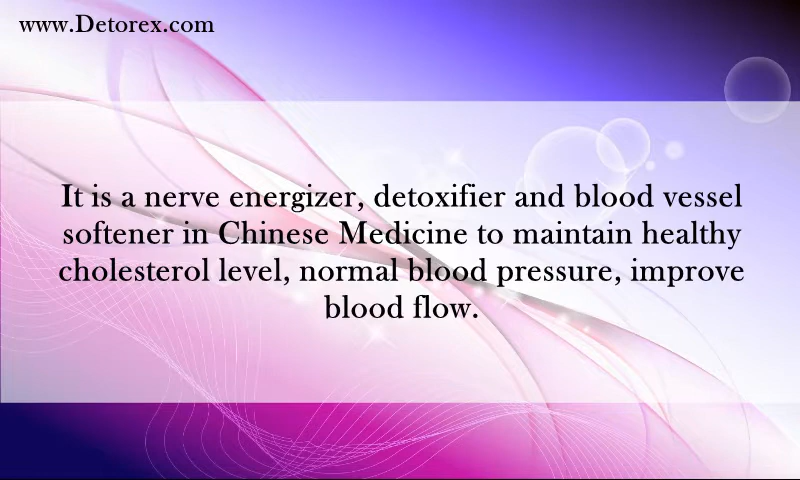 www.Detorex.com
It is a nerve energizer, detoxifier and blood vessel
softener in Chinese Medicine to maintain healthy
cholesterol level, normal blood pressure, improve
blood flow.